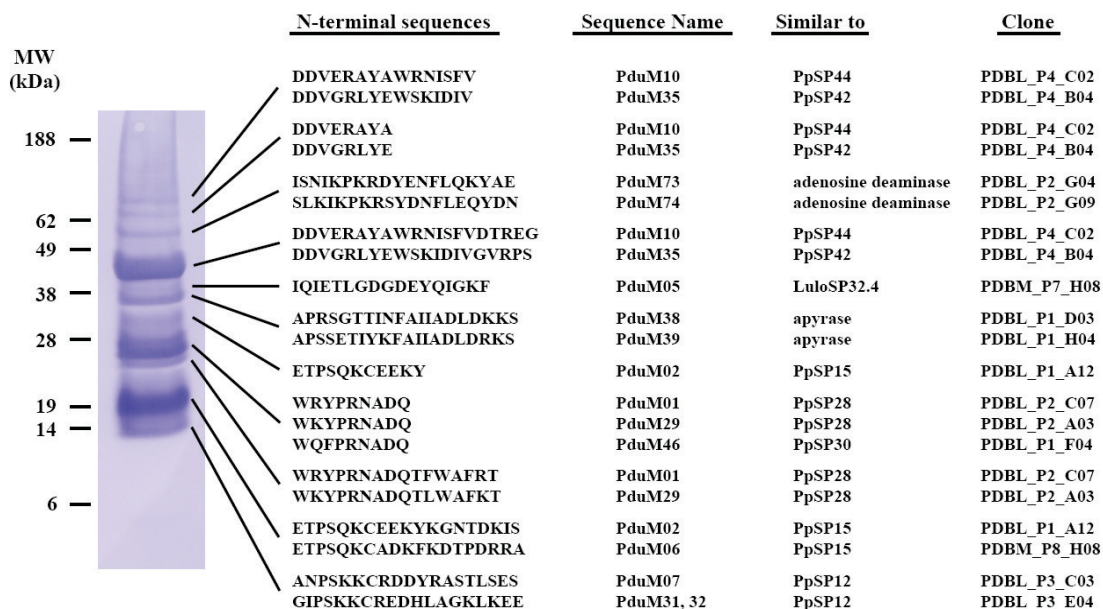 N-terminal sequences Sequence Name Similar to Clone
MW
(kDa)
DDVERAYAWRNISFV PduM10 PpSP44 PDBL_P4_C02
DDVGRLYEWSKIDIV PduM35 PpSP42 PDBL_P4_B04
DDVERAYA PduM10 PpSP44 PDBL_P4_C02
188
DDVGRLYE PduM35 PpSP42 PDBL_P4_B04
ISNIKPKRDYENFLQKYAE PduM73 adenosine deaminase PDBL_P2_G04
SLKIKPKRSYDNFLEQYDN PduM74 adenosine deaminase PDBL_P2_G09
62
DDVERAYAWRNISFVDTREG PduM10 PpSP44 PDBL_P4_C02
49
DDVGRLYEWSKIDIVGVRPS PduM35 PpSP42 PDBL_P4_B04
IQIETLGDGDEYQIGKF PduM05 LuloSP32.4 PDBM_P7_H08
38
APRSGTTINFAIIADLDKKS PduM38 apyrase PDBL_P1_D03
28
APSSETIYKFAIIADLDRKS PduM39 apyrase PDBL_P1_H04
ETPSQKCEEKY PduM02 PpSP15 PDBL_P1_A12
WRYPRNADQ PduM01 PpSP28 PDBL_P2_C07
19
WKYPRNADQ PduM29 PpSP28 PDBL_P2_A03
14
WQFPRNADQ PduM46 PpSP30 PDBL_P1_F04
WRYPRNADQTFWAFRT PduM01 PpSP28 PDBL_P2_C07
WKYPRNADQTLWAFKT PduM29 PpSP28 PDBL_P2_A03
6
ETPSQKCEEKYKGNTDKIS PduM02 PpSP15 PDBL_P1_A12
ETPSQKCADKFKDTPDRRA PduM06 PpSP15 PDBM_P8_H08
ANPSKKCRDDYRASTLSES PduM07 PpSP12 PDBL_P3_C03
GIPSKKCREDHLAGKLKEE PduM31, 32 PpSP12 PDBL_P3_E04